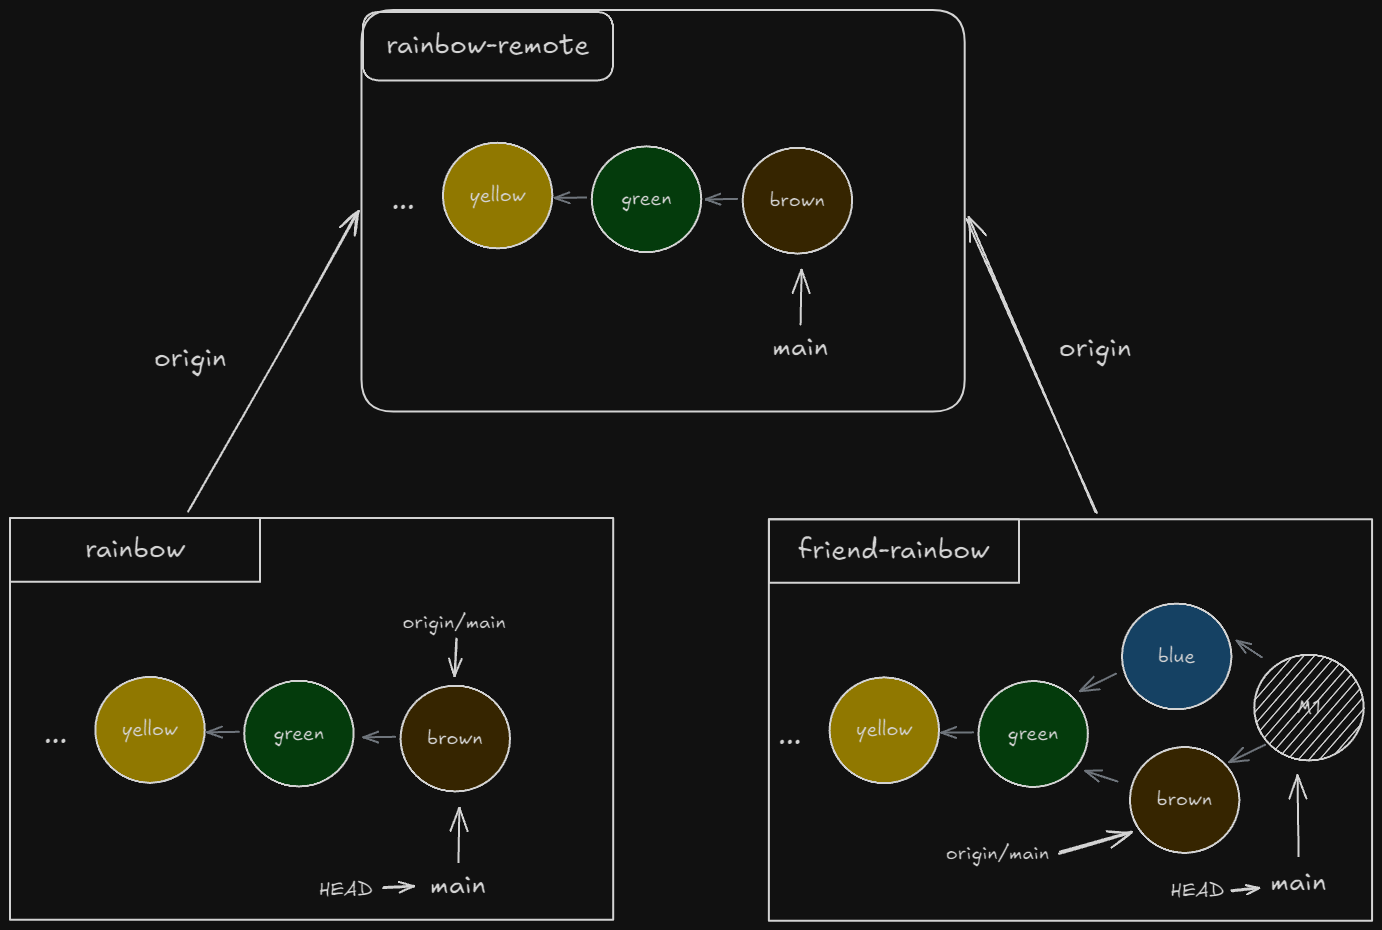 rainbow-remote
... yellow green brown
main
origin
origin
rainbow
origin/main
... yellow green brown
HEAD main
friend-rainbow
blue
M1
... yellow green
brown
origin/main
HEAD main